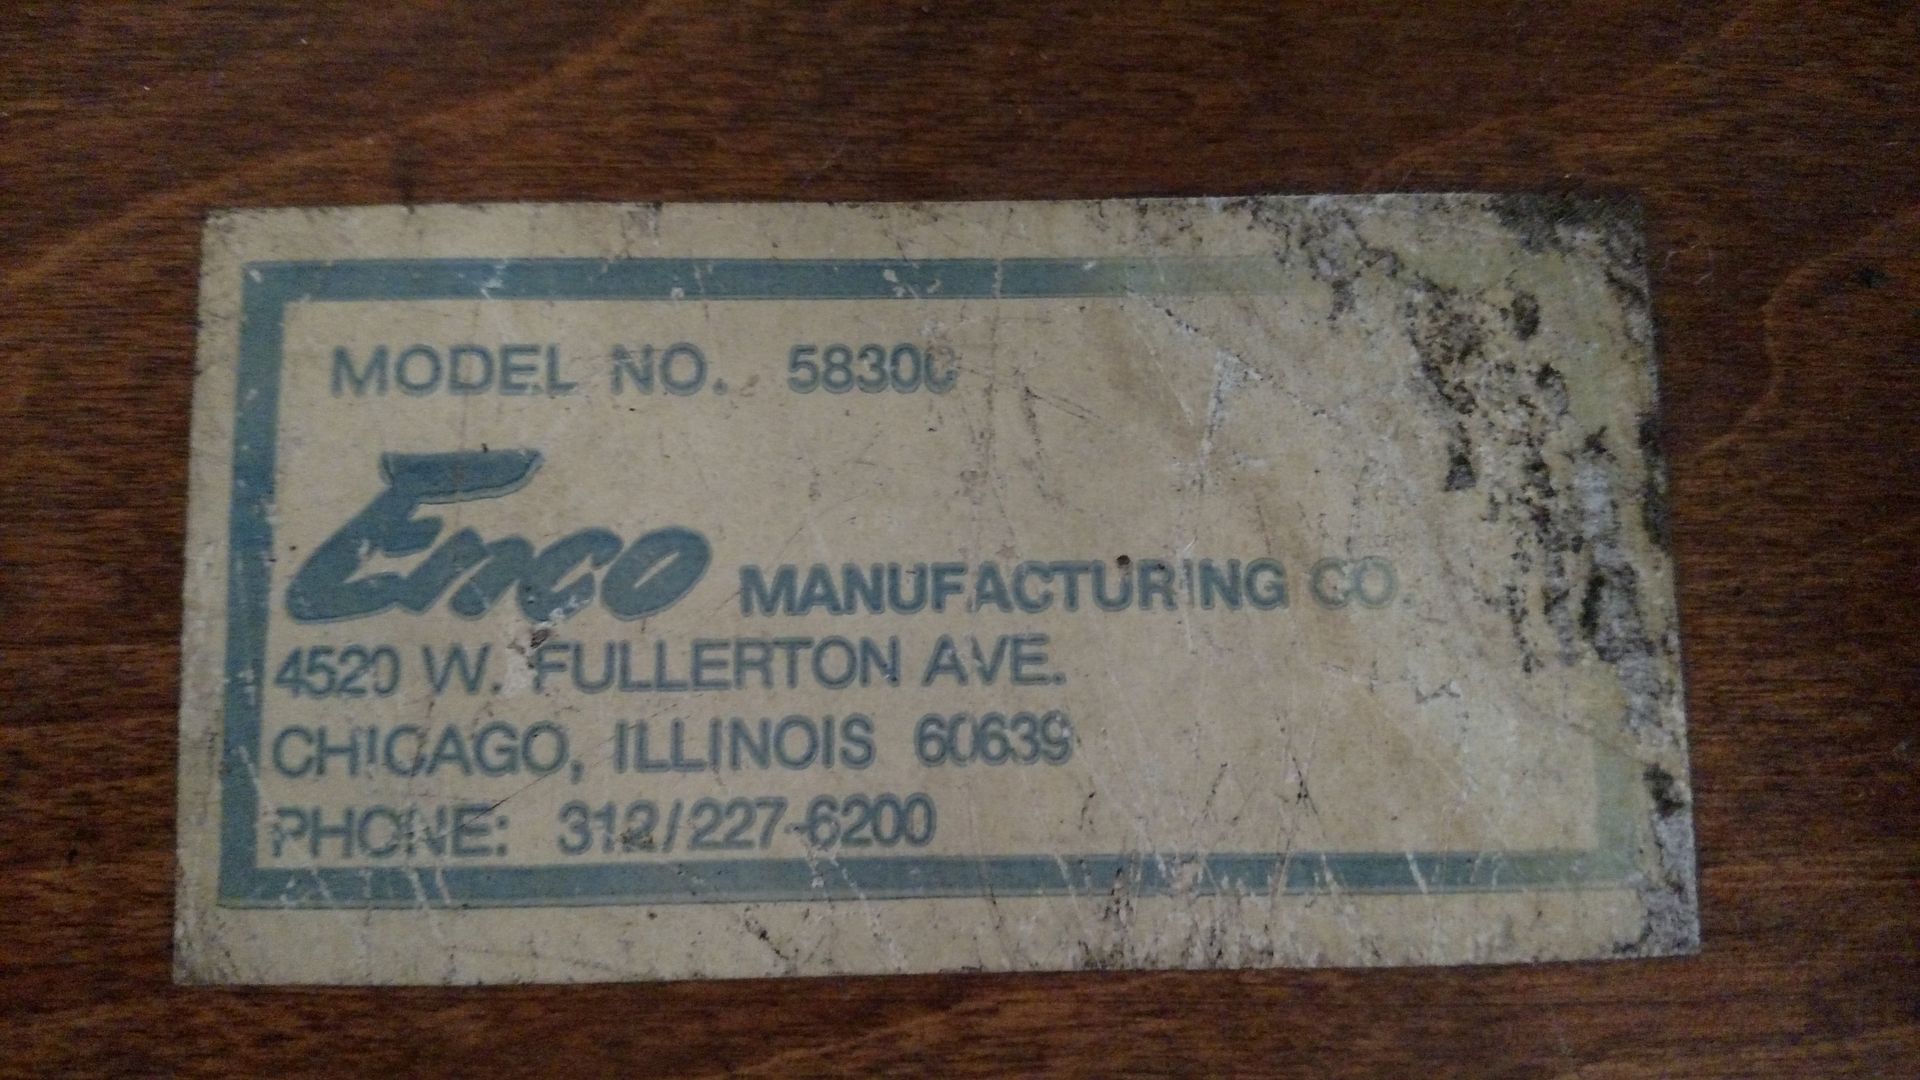 MODEL NO. 58300
Enco MANUFACTURING CO.
4520 W. FULLERTON AVE.
CHICAGO, ILLINOIS 60639
PHONE: 312/227-6200